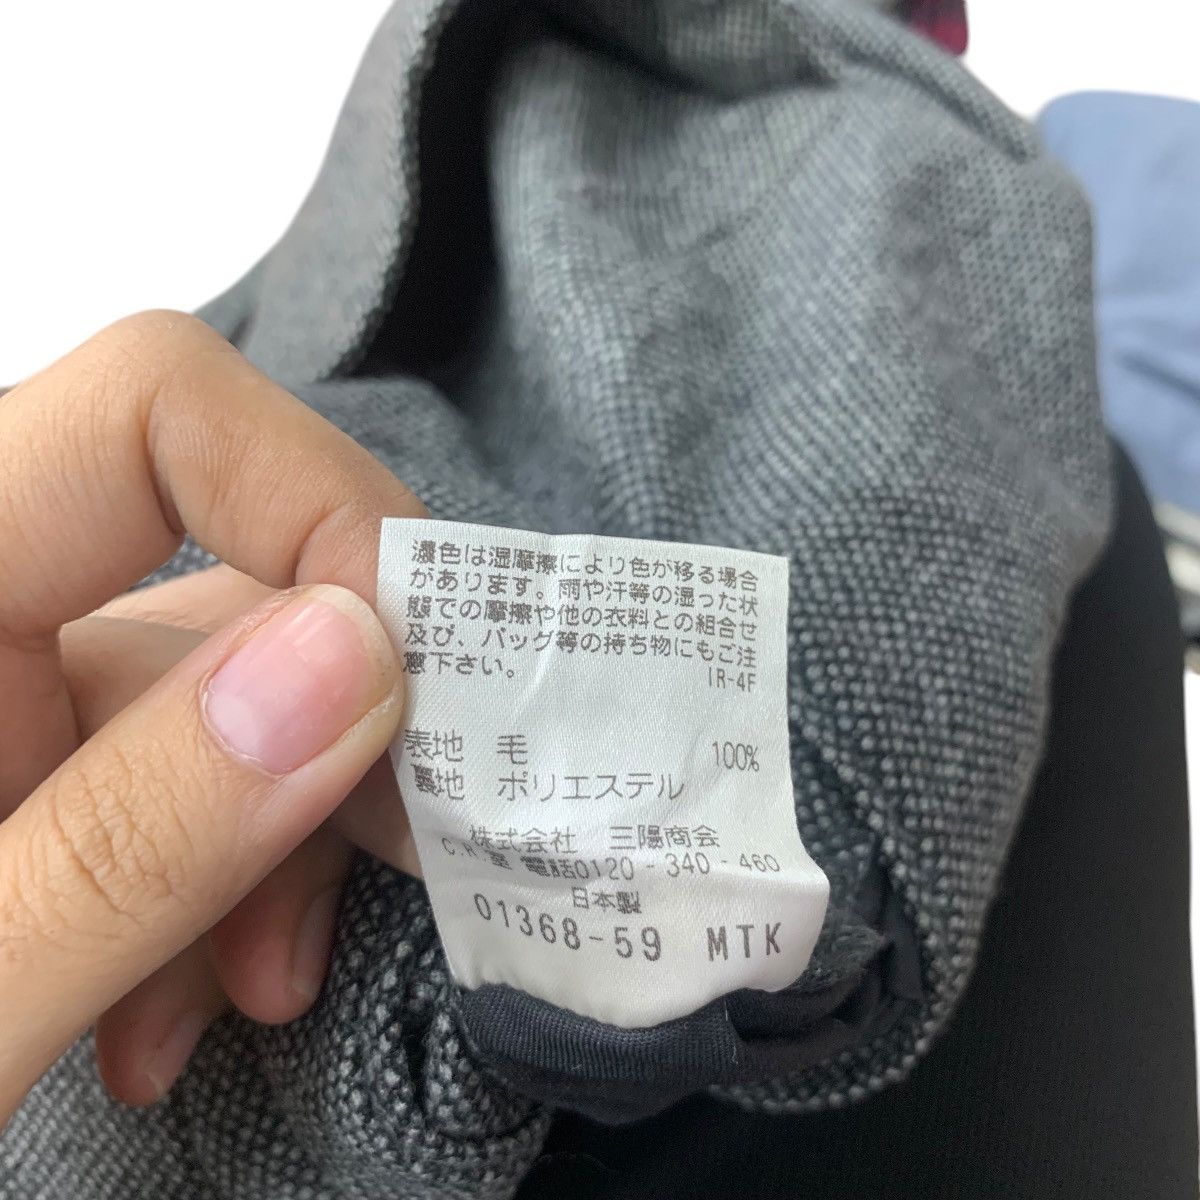 濃色は湿摩擦により色が移る場合
があります。雨や汗等の湿った状
態での摩擦や他の衣料との組合せ
及び、バッグ等の持ち物にもご注
意下さい。
IR-4F
表地 毛 100%
裏地 ポリエステル
株式会社 三陽商会
C.R.室 電話0120-340-460
日本製
01368-59 MTK